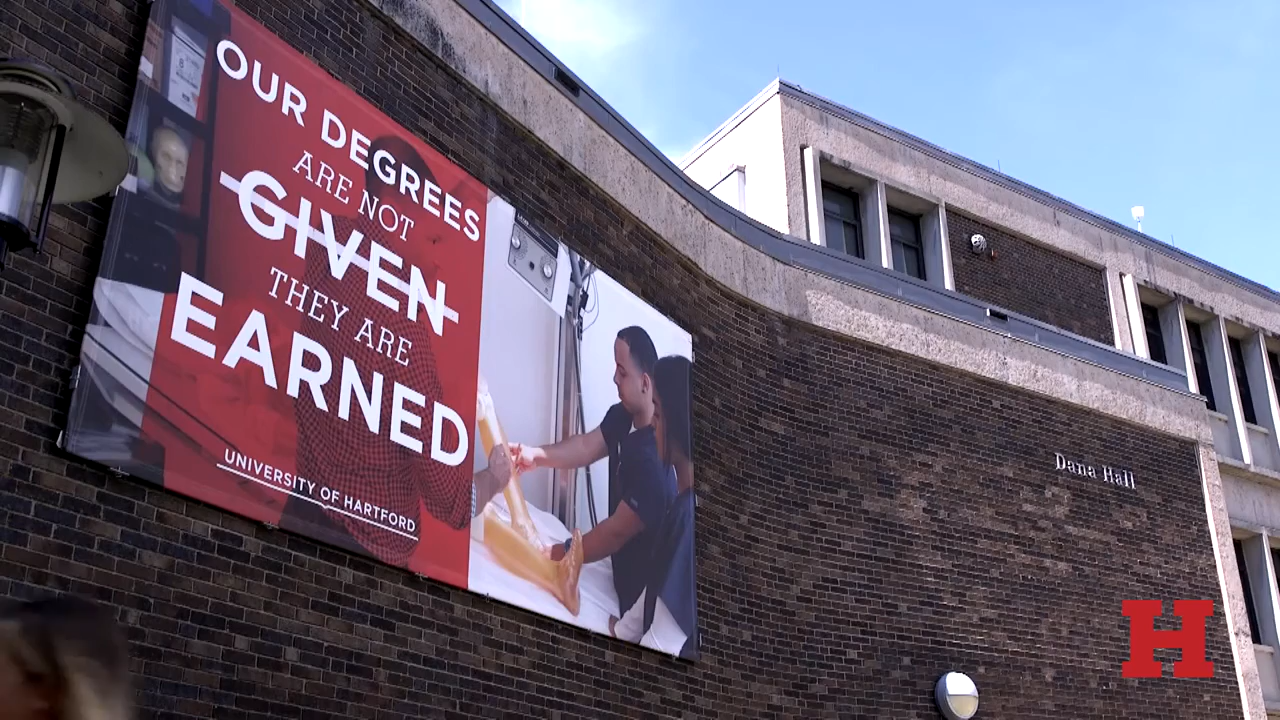 OUR DEGREES
ARE NOT
GIVEN
THEY ARE
EARNED
UNIVERSITY OF HARTFORD
Dana Hall
H